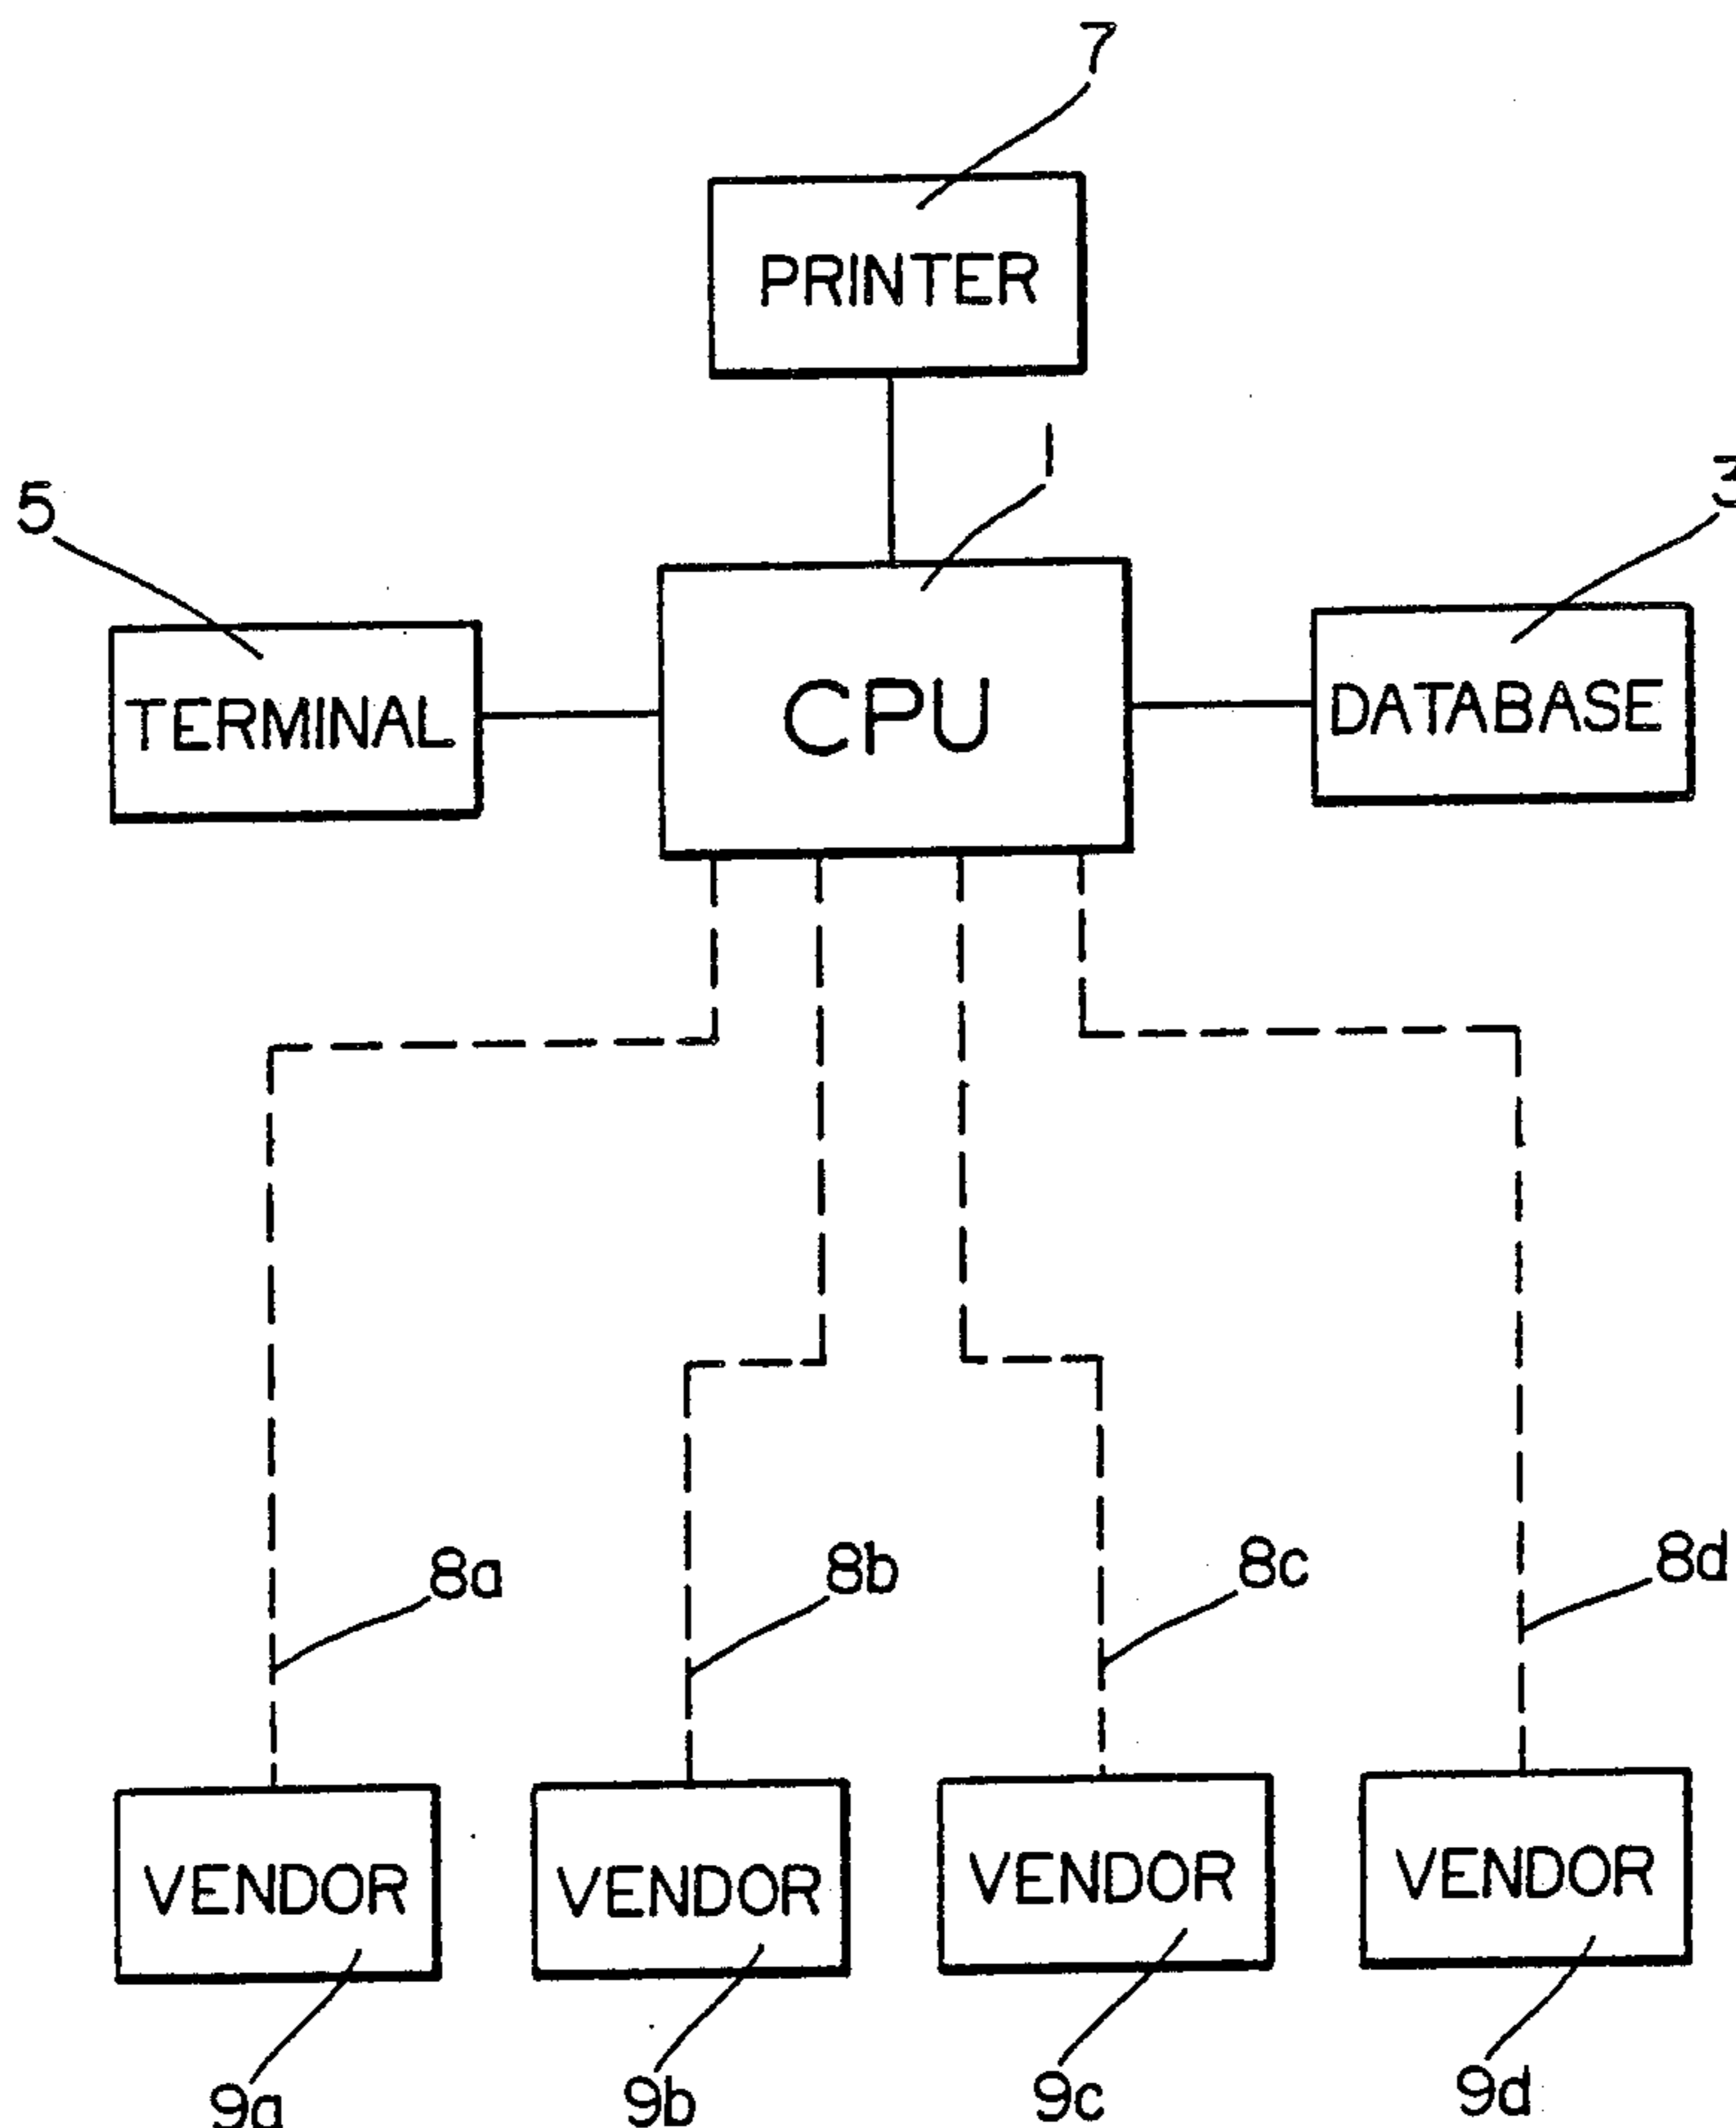 7
PRINTER
1
5
3
TERMINAL
CPU
DATABASE
8a
8b
8c
8d
VENDOR
VENDOR
VENDOR
VENDOR
9a
9b
9c
9d